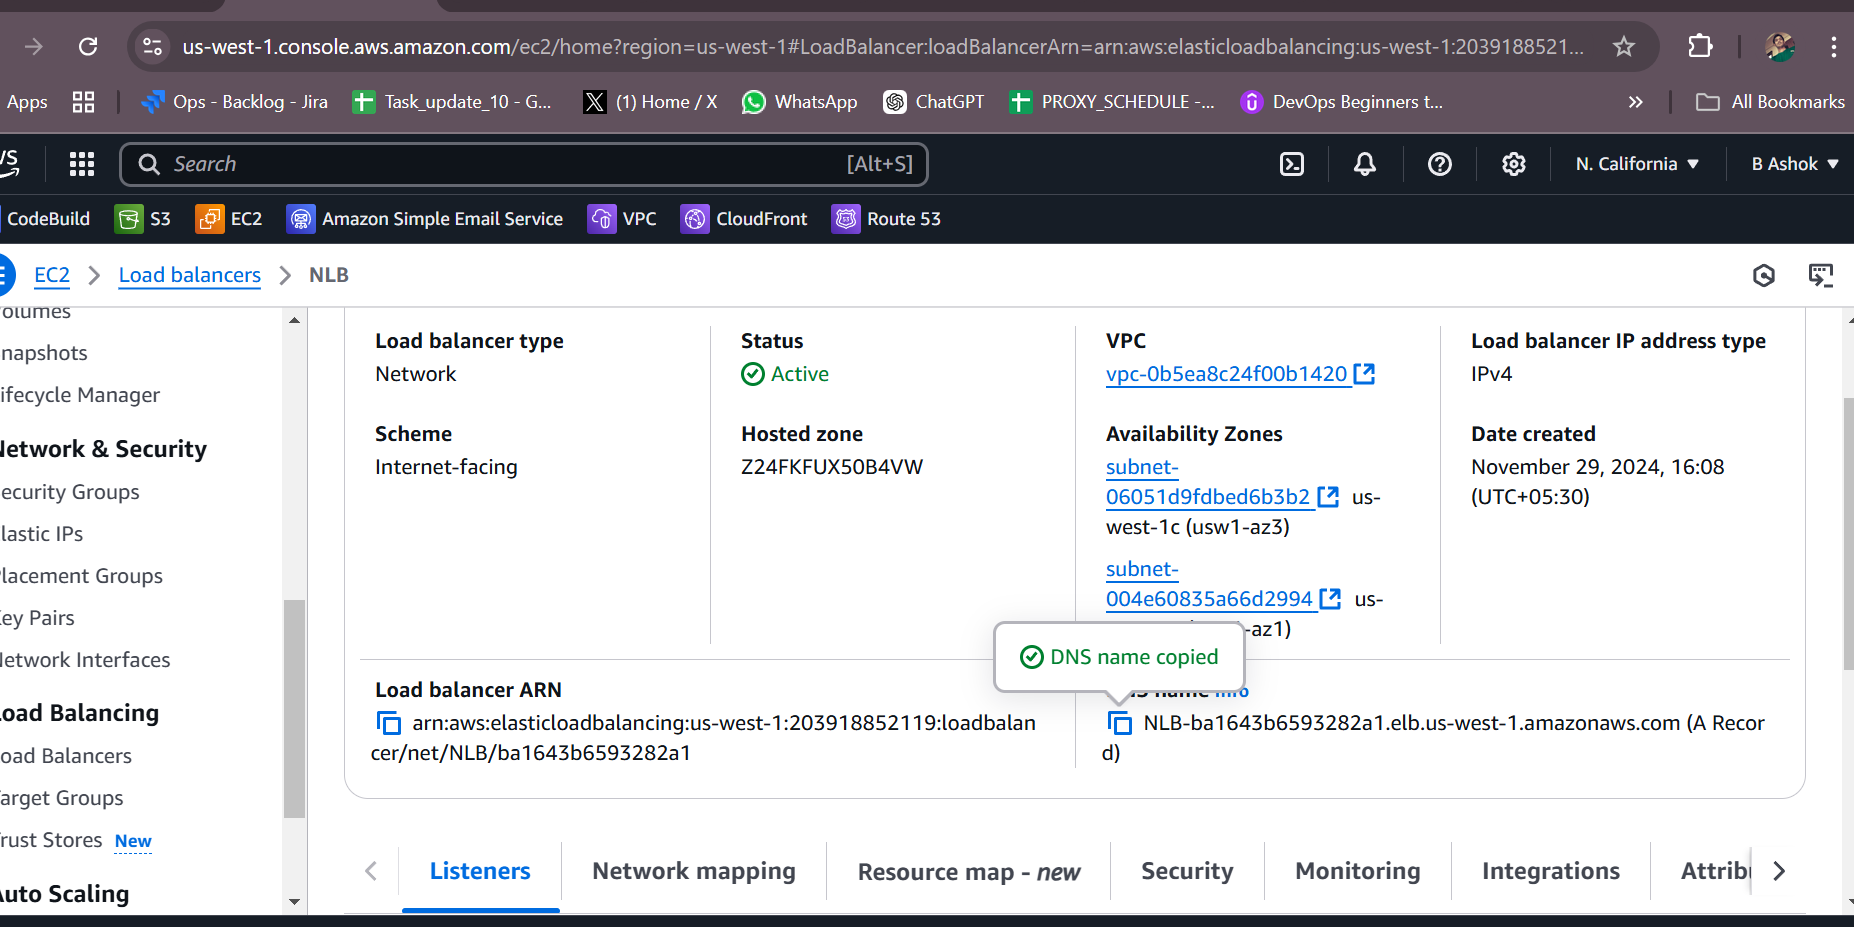 us-west-1.console.aws.amazon.com/ec2/home?region=us-west-1#LoadBalancer:loadBalancerArn=arn:aws:elasticloadbalancing:us-west-1:2039188521...
Apps Ops - Backlog - Jira Task_update_10 - G... (1) Home / X WhatsApp ChatGPT PROXY_SCHEDULE -... DevOps Beginners t... » All Bookmarks
Search [Alt+S] N. California ▼ B Ashok ▼
CodeBuild S3 EC2 Amazon Simple Email Service VPC CloudFront Route 53
EC2 > Load balancers > NLB
olumes
napshots
ifecycle Manager
Network & Security
ecurity Groups
lastic IPs
lacement Groups
ey Pairs
Network Interfaces
Load Balancing
oad Balancers
arget Groups
rust Stores New
Auto Scaling
Load balancer type
Network
Status
Active
VPC
vpc-0b5ea8c24f00b1420
Load balancer IP address type
IPv4
Scheme
Internet-facing
Hosted zone
Z24FKFUX50B4VW
Availability Zones
subnet-
06051d9fdbed6b3b2 us-
west-1c (usw1-az3)
subnet-
004e60835a66d2994 us-
-az1)
Date created
November 29, 2024, 16:08
(UTC+05:30)
DNS name copied
Load balancer ARN
arn:aws:elasticloadbalancing:us-west-1:203918852119:loadbalan
cer/net/NLB/ba1643b6593282a1
NLB-ba1643b6593282a1.elb.us-west-1.amazonaws.com (A Recor
d)
Listeners Network mapping Resource map - new Security Monitoring Integrations Attrib